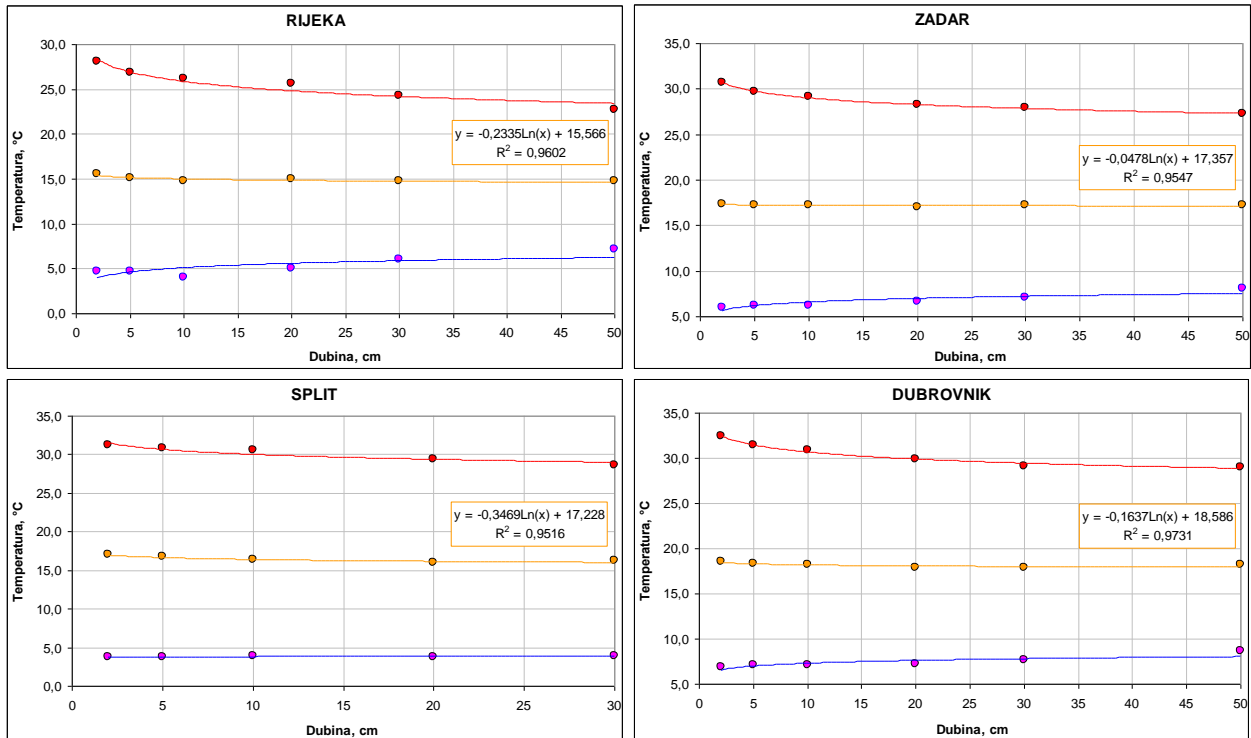 RIJEKA
30,0
25,0
20,0
15,0
10,0
5,0
0,0
Temperatura, °C
y = -0,2335Ln(x) + 15,566
R² = 0,9602
0 5 10 15 20 25 30 35 40 45 50
Dubina, cm
ZADAR
35,0
30,0
25,0
20,0
15,0
10,0
5,0
Temperatura, °C
y = -0,0478Ln(x) + 17,357
R² = 0,9547
0 5 10 15 20 25 30 35 40 45 50
Dubina, cm
SPLIT
35,0
30,0
25,0
20,0
15,0
10,0
5,0
0,0
Temperatura, °C
y = -0,3469Ln(x) + 17,228
R² = 0,9516
0 5 10 15 20 25 30
Dubina, cm
DUBROVNIK
35,0
30,0
25,0
20,0
15,0
10,0
5,0
Temperatura, °C
y = -0,1637Ln(x) + 18,586
R² = 0,9731
0 5 10 15 20 25 30 35 40 45 50
Dubina, cm